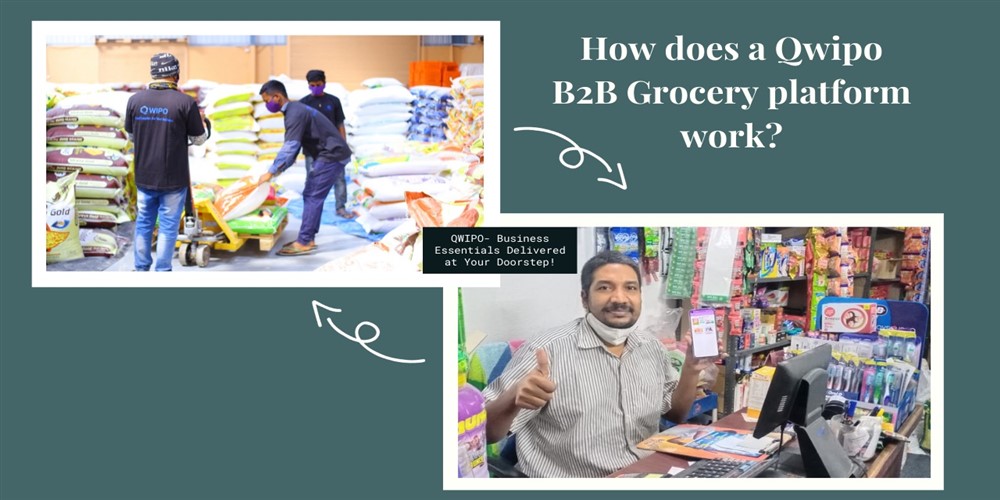 How does a Qwipo
B2B Grocery platform
work?
QWIPO
Gold
QWIPO- Business
Essentials Delivered
at Your Doorstep!